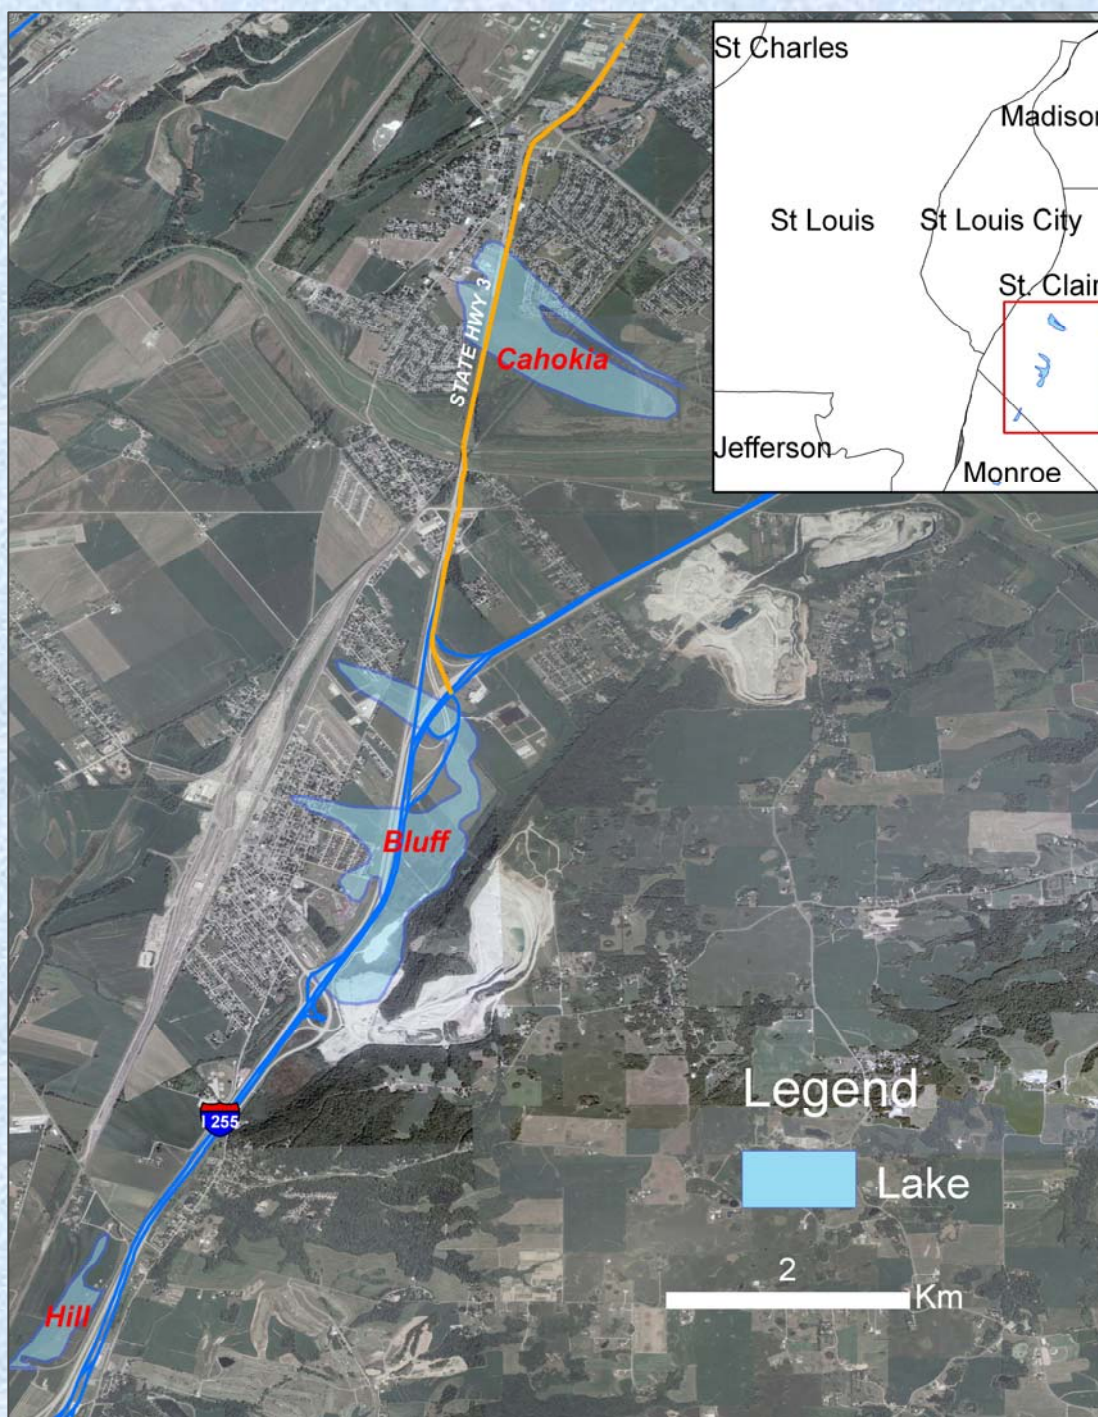 St Charles
Madison
St Louis
St Louis City
St. Clair
Jefferson
Monroe
STATE HWY 3
Cahokia
Bluff
I 255
Hill
Legend
Lake
2
Km